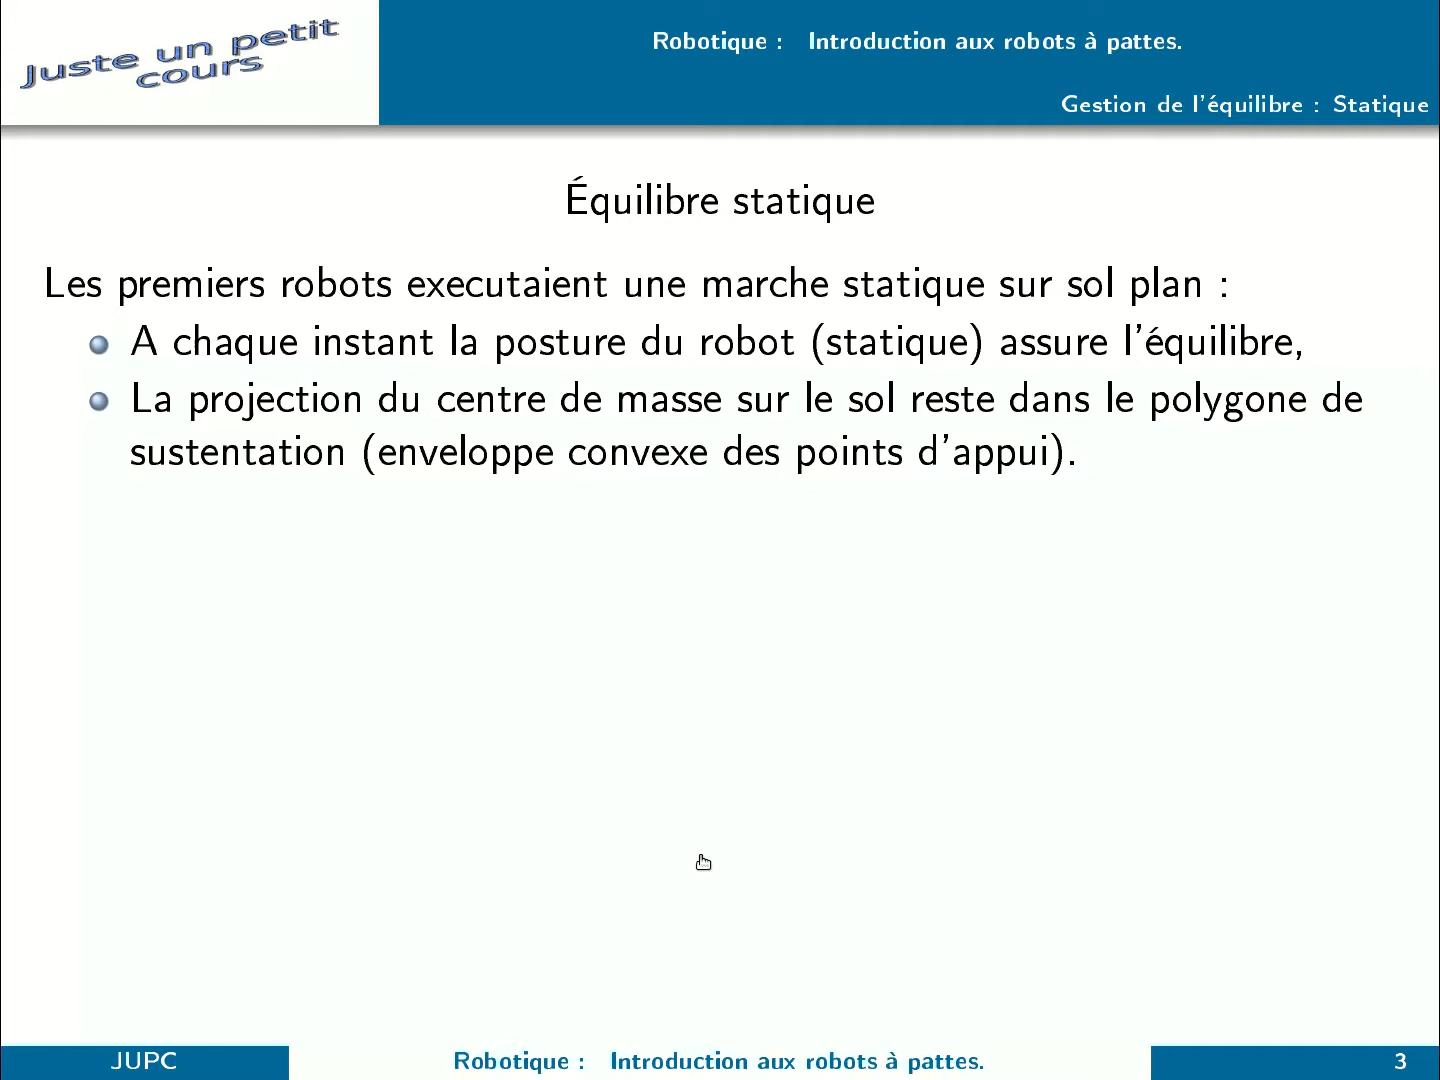 Juste un petit
cours
Robotique : Introduction aux robots à pattes.
Gestion de l'équilibre : Statique
Équilibre statique
Les premiers robots executaient une marche statique sur sol plan :
A chaque instant la posture du robot (statique) assure l'équilibre,
La projection du centre de masse sur le sol reste dans le polygone de
sustentation (enveloppe convexe des points d'appui).
JUPC
Robotique : Introduction aux robots à pattes.
3